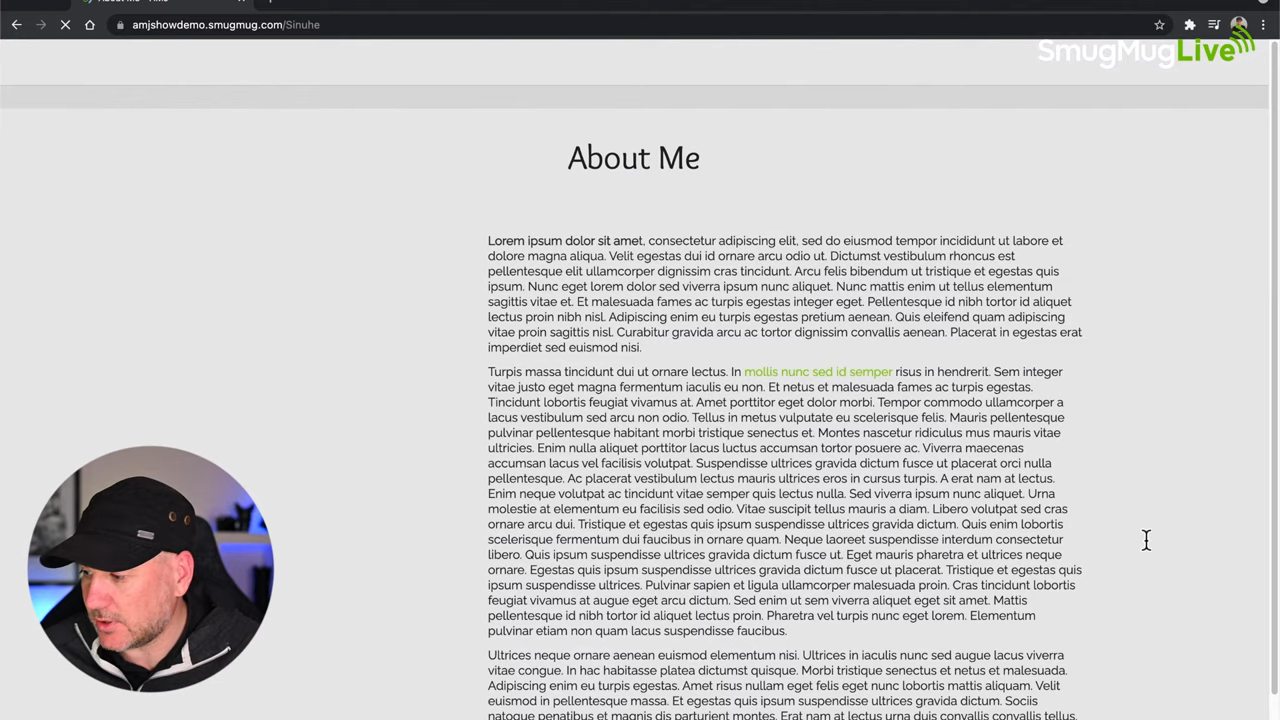 amjshowdemo.smugmug.com/Sinuhe
SmugMugLive
About Me
Lorem ipsum dolor sit amet, consectetur adipiscing elit, sed do eiusmod tempor incididunt ut labore et
dolore magna aliqua. Velit egestas dui id ornare arcu odio ut. Dictumst vestibulum rhoncus est
pellentesque elit ullamcorper dignissim cras tincidunt. Arcu felis bibendum ut tristique et egestas quis
ipsum. Nunc eget lorem dolor sed viverra ipsum nunc aliquet. Nunc mattis enim ut tellus elementum
sagittis vitae et. Et malesuada fames ac turpis egestas integer eget. Pellentesque id nibh tortor id aliquet
lectus proin nibh nisl. Adipiscing enim eu turpis egestas pretium aenean. Quis eleifend quam adipiscing
vitae proin sagittis nisl. Curabitur gravida arcu ac tortor dignissim convallis aenean. Placerat in egestas erat
imperdiet sed euismod nisi.
Turpis massa tincidunt dui ut ornare lectus. In mollis nunc sed id semper risus in hendrerit. Sem integer
vitae justo eget magna fermentum iaculis eu non. Et netus et malesuada fames ac turpis egestas.
Tincidunt lobortis feugiat vivamus at. Amet porttitor eget dolor morbi. Tempor commodo ullamcorper a
lacus vestibulum sed arcu non odio. Tellus in metus vulputate eu scelerisque felis. Mauris pellentesque
pulvinar pellentesque habitant morbi tristique senectus et. Montes nascetur ridiculus mus mauris vitae
ultricies. Enim nulla aliquet porttitor lacus luctus accumsan tortor posuere ac. Viverra maecenas
accumsan lacus vel facilisis volutpat. Suspendisse ultrices gravida dictum fusce ut placerat orci nulla
pellentesque. Ac placerat vestibulum lectus mauris ultrices eros in cursus turpis. A erat nam at lectus.
Enim neque volutpat ac tincidunt vitae semper quis lectus nulla. Sed viverra ipsum nunc aliquet. Urna
molestie at elementum eu facilisis sed odio. Vitae suscipit tellus mauris a diam. Libero volutpat sed cras
ornare arcu dui. Tristique et egestas quis ipsum suspendisse ultrices gravida dictum. Quis enim lobortis
scelerisque fermentum dui faucibus in ornare quam. Neque laoreet suspendisse interdum consectetur
libero. Quis ipsum suspendisse ultrices gravida dictum fusce ut. Eget mauris pharetra et ultrices neque
ornare. Egestas quis ipsum suspendisse ultrices gravida dictum fusce ut placerat. Tristique et egestas quis
ipsum suspendisse ultrices. Pulvinar sapien et ligula ullamcorper malesuada proin. Cras tincidunt lobortis
feugiat vivamus at augue eget arcu dictum. Sed enim ut sem viverra aliquet eget sit amet. Mattis
pellentesque id nibh tortor id aliquet lectus proin. Pharetra vel turpis nunc eget lorem. Elementum
pulvinar etiam non quam lacus suspendisse faucibus.
Ultrices neque ornare aenean euismod elementum nisi. Ultrices in iaculis nunc sed augue lacus viverra
vitae congue. In hac habitasse platea dictumst quisque. Morbi tristique senectus et netus et malesuada.
Adipiscing enim eu turpis egestas. Amet risus nullam eget felis eget nunc lobortis mattis aliquam. Velit
euismod in pellentesque massa. Et egestas quis ipsum suspendisse ultrices gravida dictum. Sociis
natoque penatibus et magnis dis parturient montes. Amet nam at lectus urna duis convallis convallis tellus.